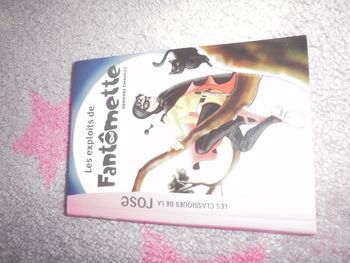 Les exploits de
Fantômette
GEORGES CHAULET
LES CLASSIQUES DE LA rose